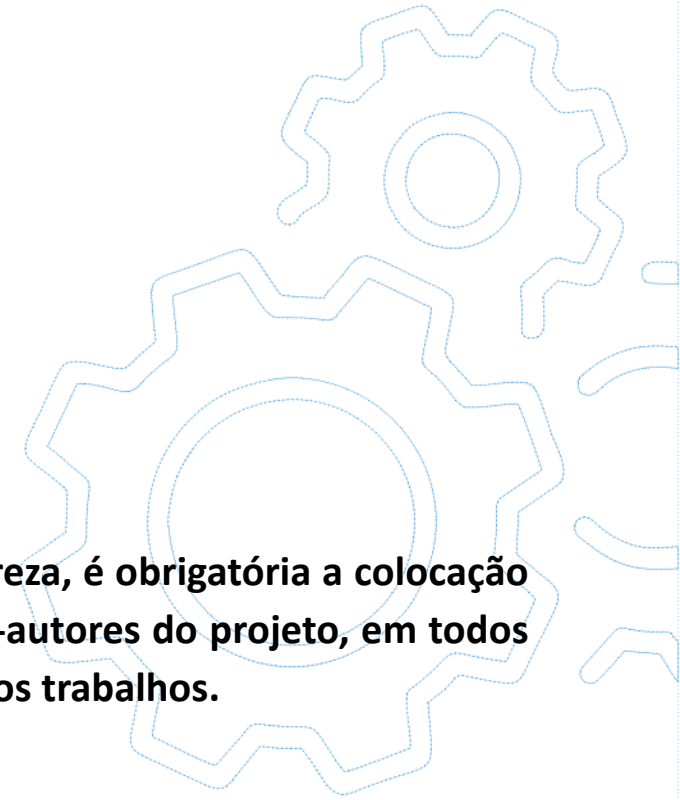 reza, é obrigatória a colocação
-autores do projeto, em todos
os trabalhos.